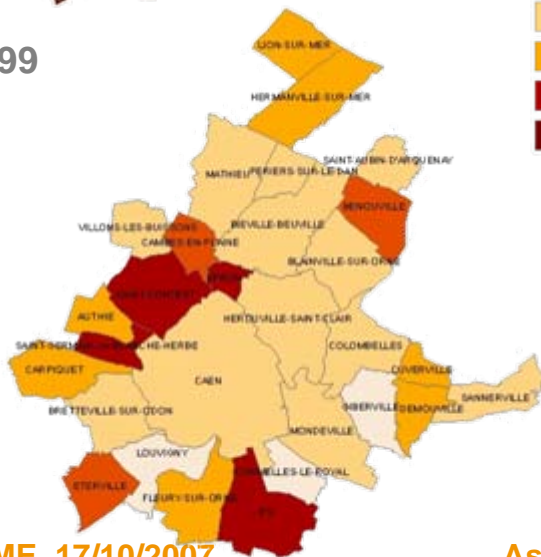 99
LION-SUR-MER
HERMANVILLE-SUR-MER
MATHIEU
PERIERS-SUR-LE-DAN
SAINT-AUBIN-D'ARQUENAY
BENOUVILLE
VILLONS-LES-BUISSONS
CAMBES-EN-PLAINE
BIEVILLE-BEUVILLE
BLAINVILLE-SUR-ORNE
AUTHIE
HEROUVILLE-SAINT-CLAIR
COLOMBELLES
CARPIQUET
CAEN
CUVERVILLE
SANNERVILLE
GIBERVILLE
DEMOUVILLE
BRETTEVILLE-SUR-ODON
MONDEVILLE
LOUVIGNY
ETERVILLE
FLEURY-SUR-ORNE
CORMELLES-LE-ROYAL
ME 17/10/2007
As